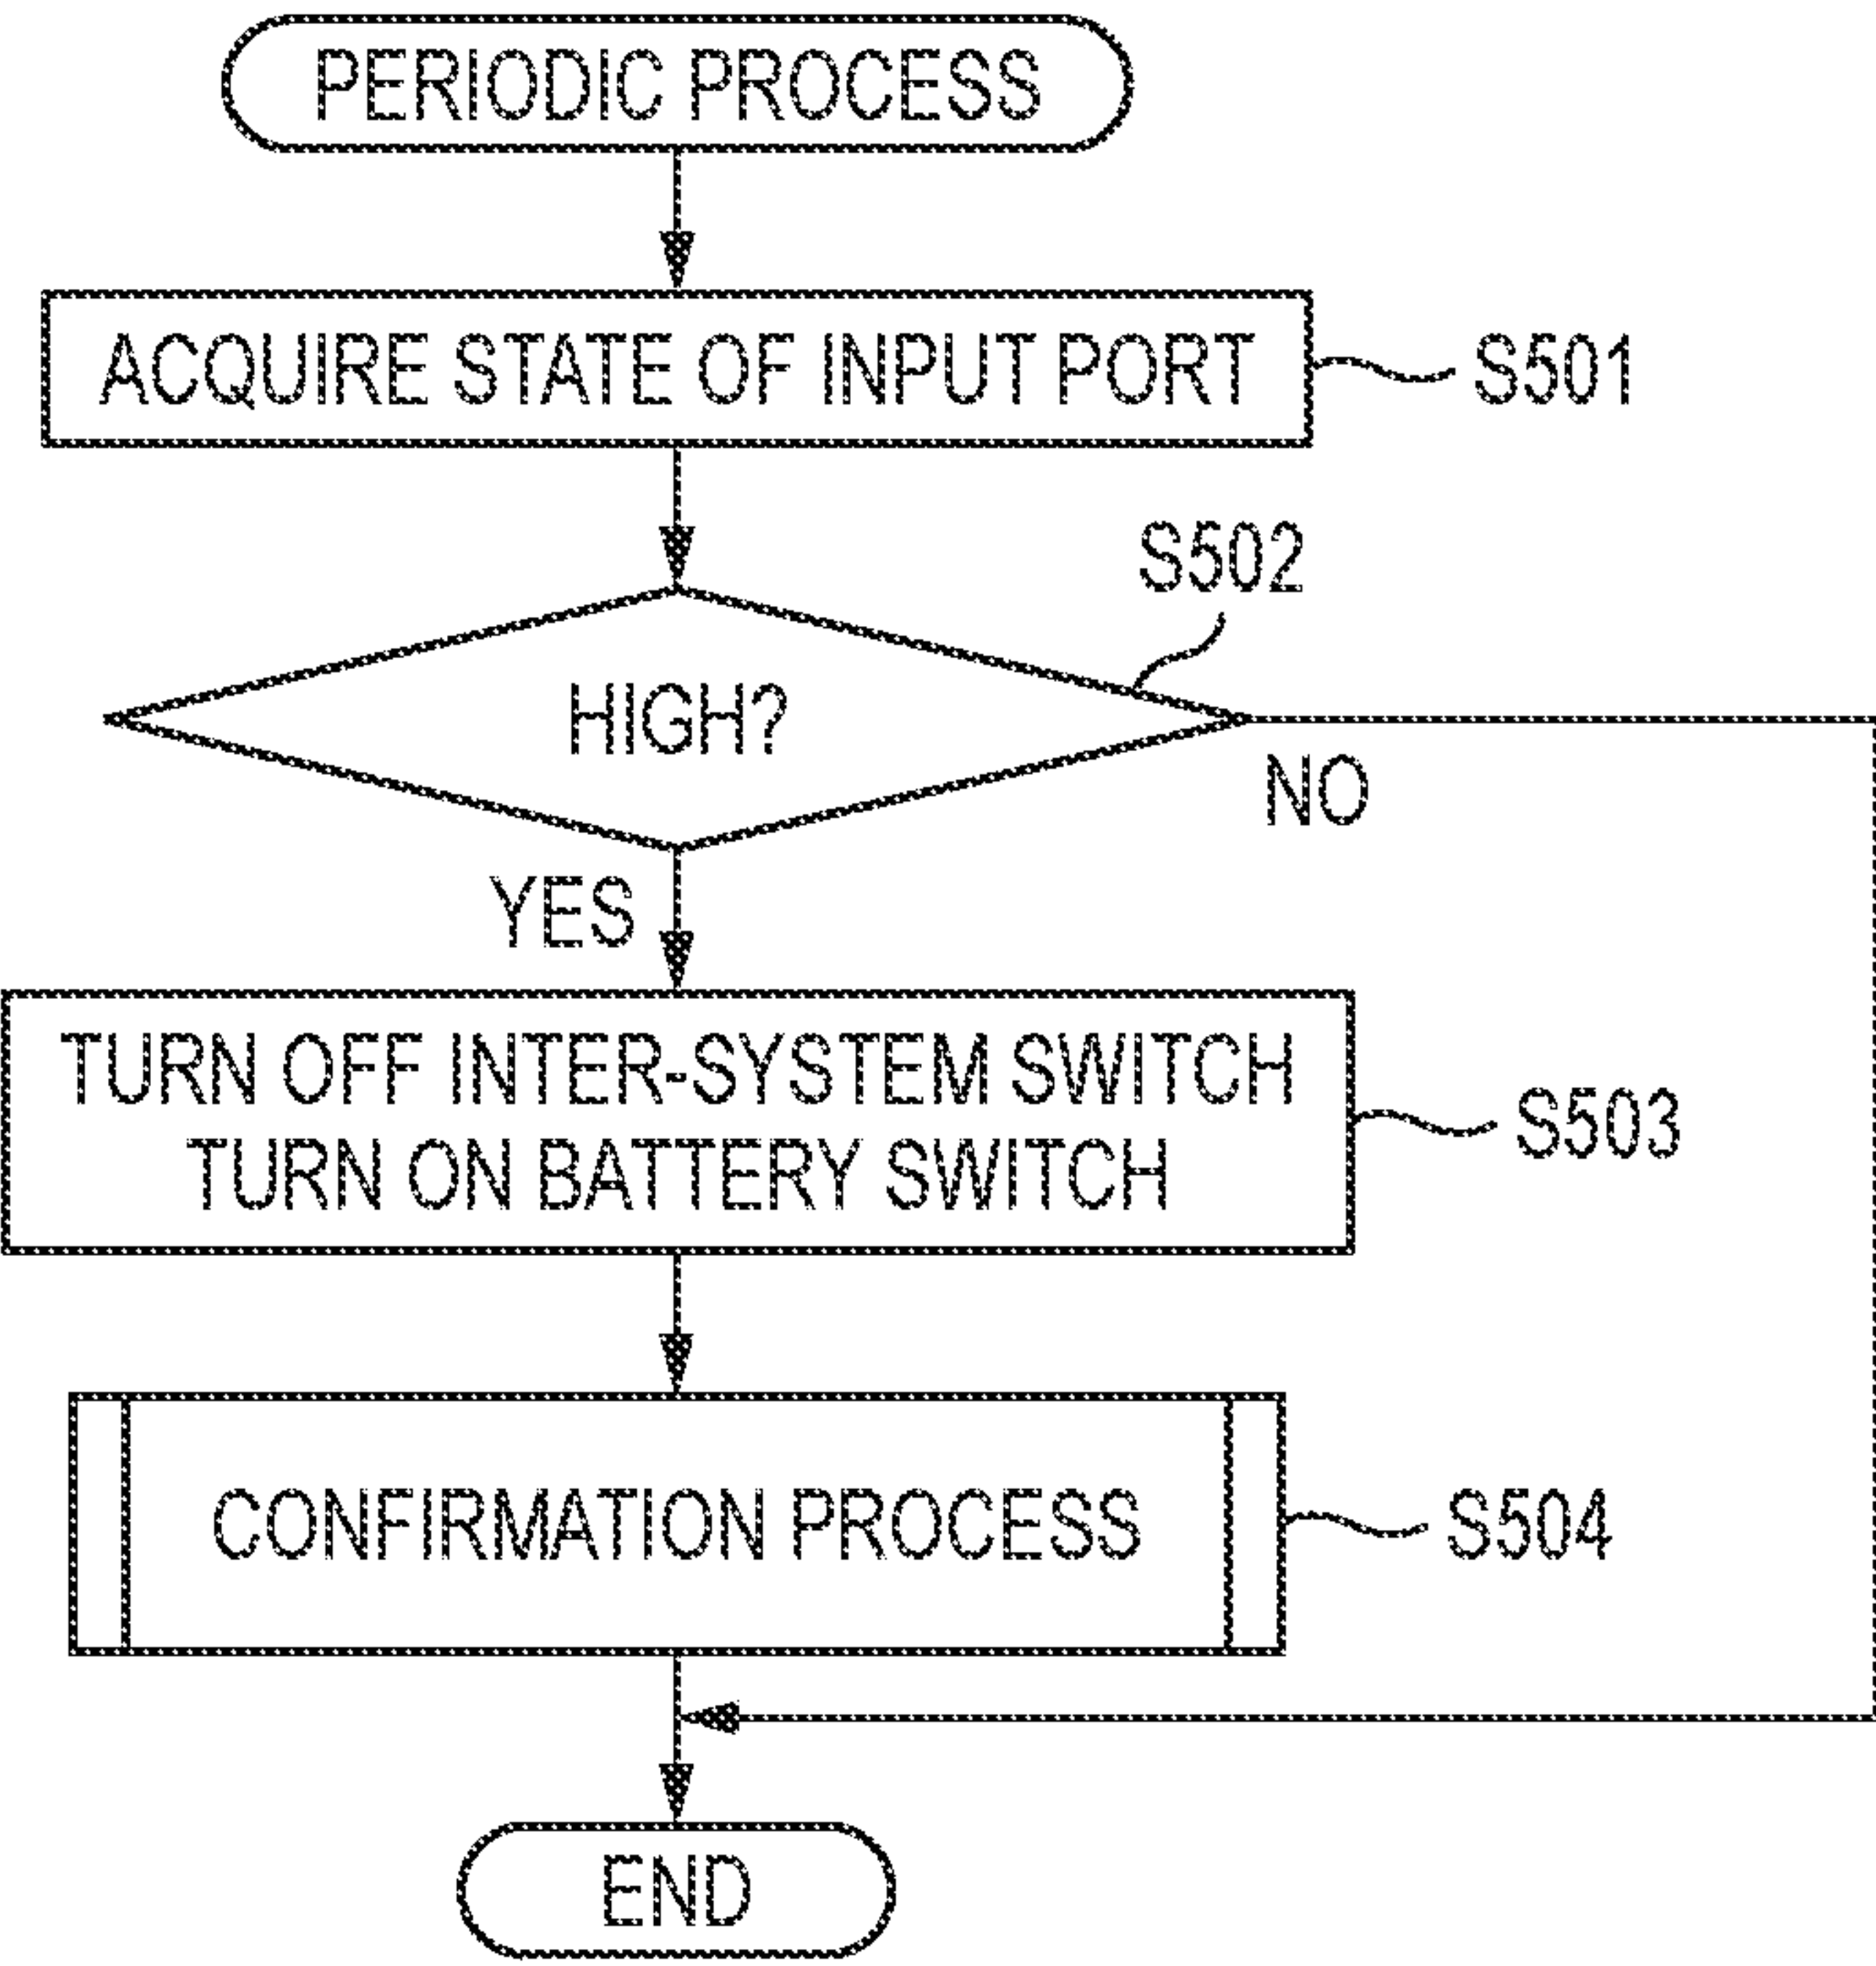 PERIODIC PROCESS
ACQUIRE STATE OF INPUT PORT
S501
S502
HIGH?
NO
YES
TURN OFF INTER-SYSTEM SWITCH
TURN ON BATTERY SWITCH
S503
CONFIRMATION PROCESS
S504
END